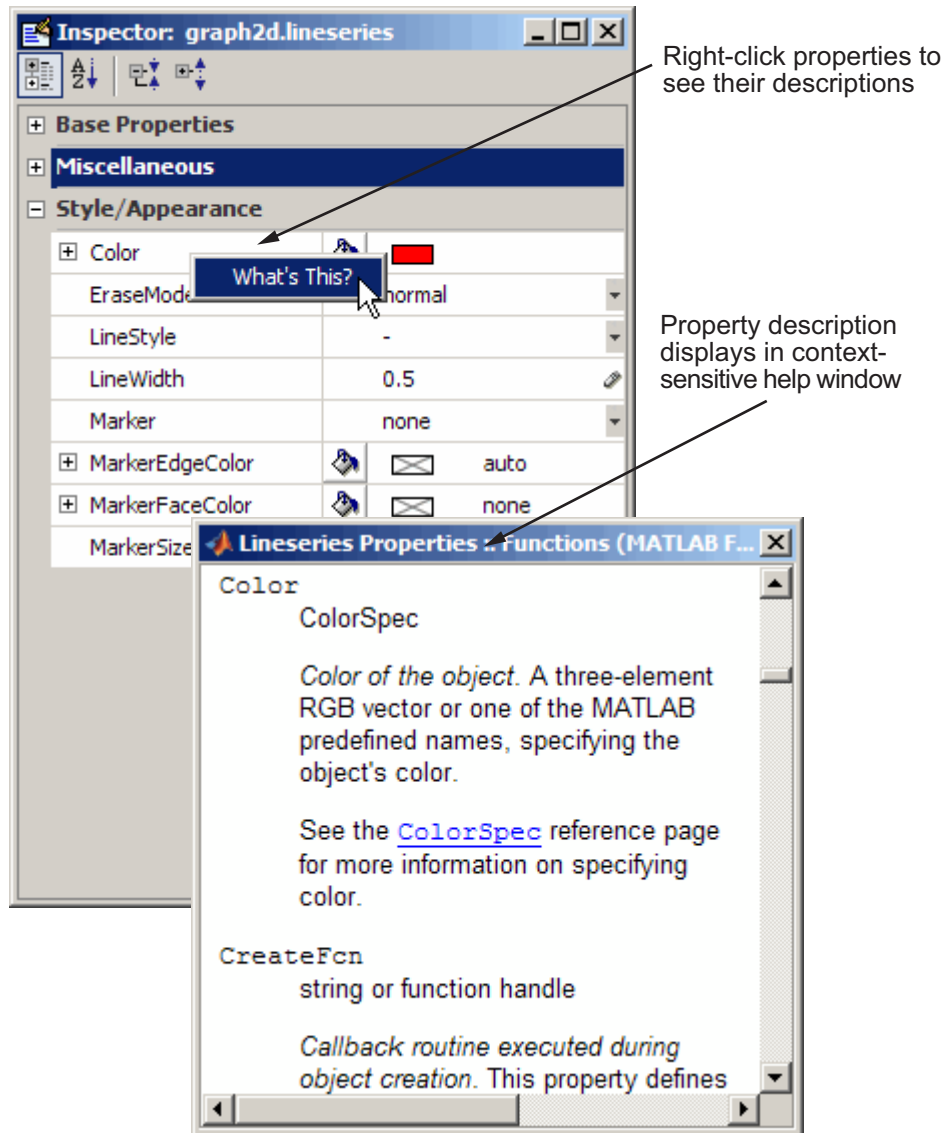 Inspector: graph2d.lineseries
Right-click properties to
see their descriptions
A
Z
Base Properties
Miscellaneous
Style/Appearance
Color
What's This?
EraseMode normal
LineStyle -
LineWidth 0.5
Marker none
MarkerEdgeColor auto
MarkerFaceColor none
MarkerSize
Property description
displays in context-
sensitive help window
Lineseries Properties :: Functions (MATLAB F...
Color
ColorSpec
Color of the object. A three-element
RGB vector or one of the MATLAB
predefined names, specifying the
object's color.
See the ColorSpec reference page
for more information on specifying
color.
CreateFcn
string or function handle
Callback routine executed during
object creation. This property defines